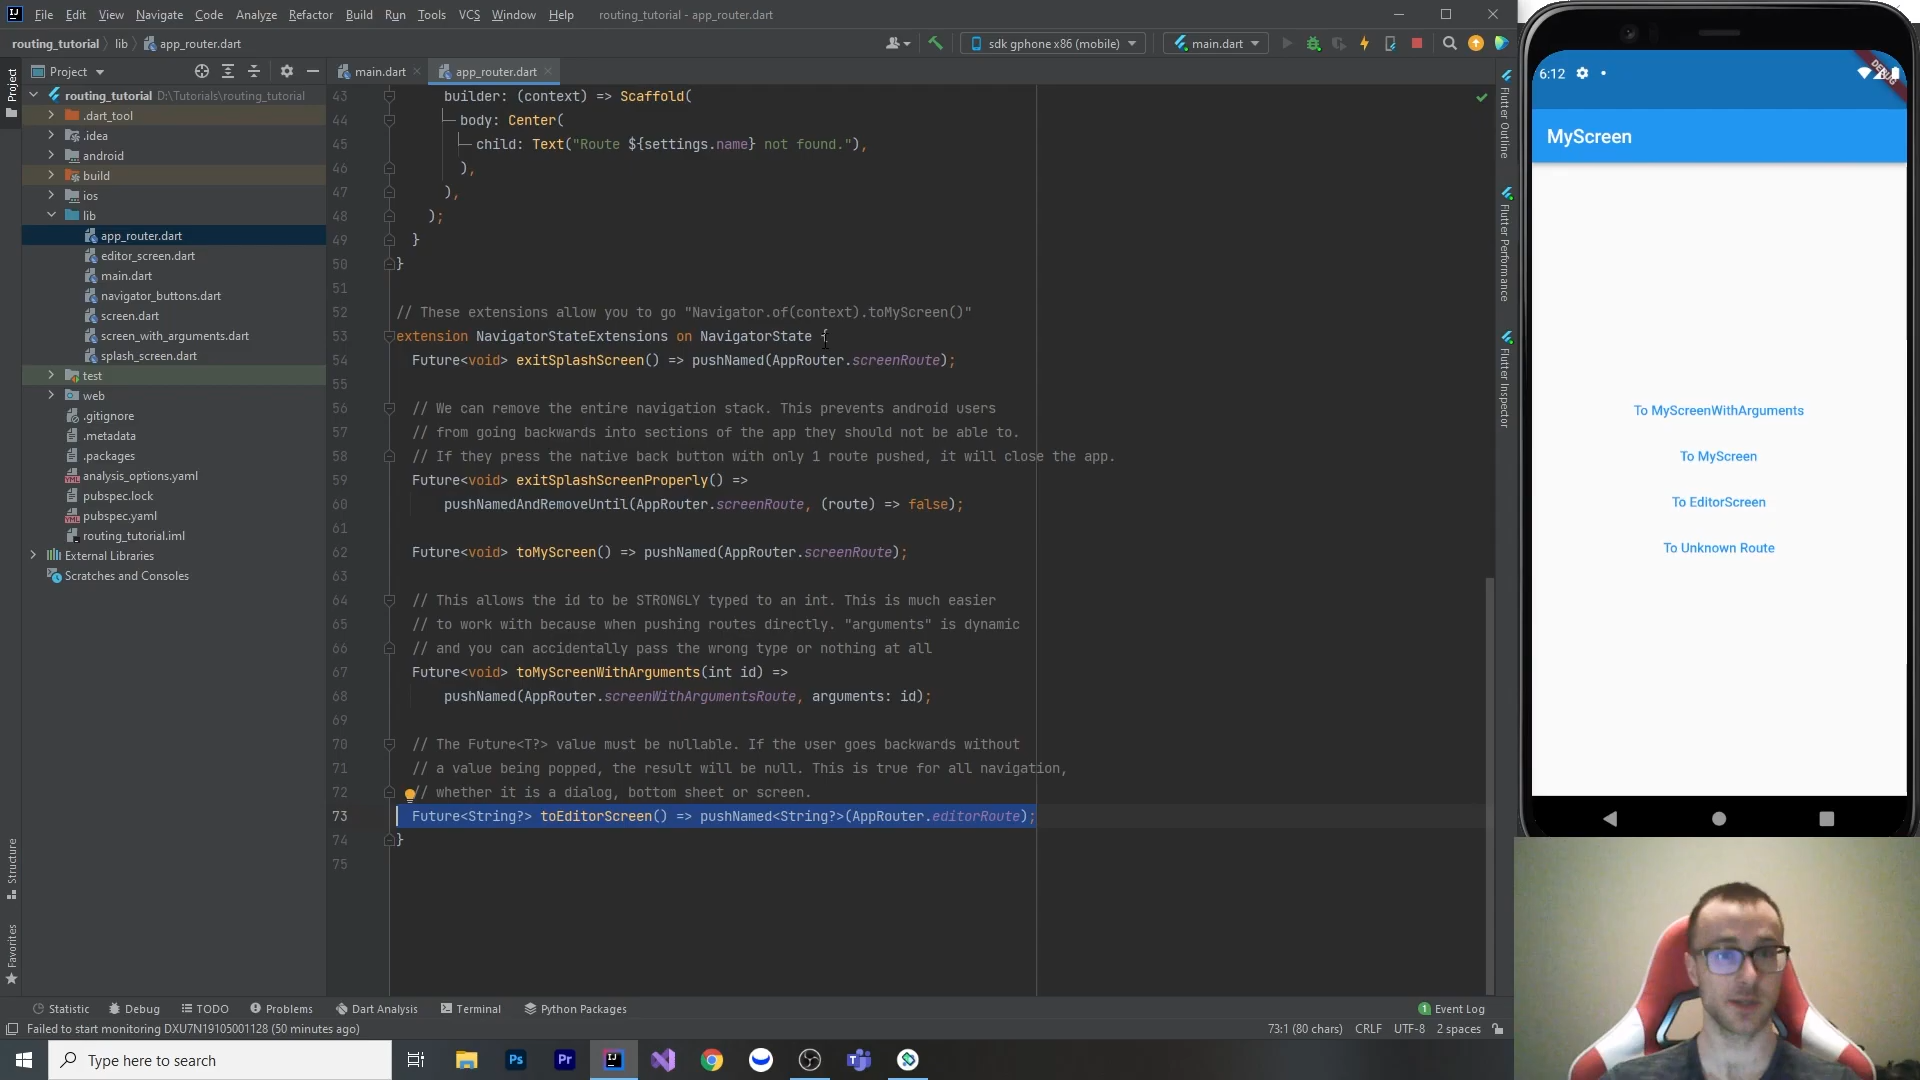 File Edit View Navigate Code Analyze Refactor Build Run Tools VCS Window Help routing_tutorial - app_router.dart
routing_tutorial lib app_router.dart
sdk gphone x86 (mobile) main.dart
Project
main.dart app_router.dart
routing_tutorial D:\Tutorials\routing_tutorial
.dart_tool
.idea
android
build
ios
lib
app_router.dart
editor_screen.dart
main.dart
navigator_buttons.dart
screen.dart
screen_with_arguments.dart
splash_screen.dart
test
web
.gitignore
.metadata
.packages
analysis_options.yaml
pubspec.lock
pubspec.yaml
routing_tutorial.iml
External Libraries
Scratches and Consoles
Project
Structure
Favorites
43 builder: (context) => Scaffold(
44 body: Center(
45 child: Text("Route ${settings.name} not found."),
46 ),
47 ),
48 );
49 }
50 }
51
52 // These extensions allow you to go "Navigator.of(context).toMyScreen()"
53 extension NavigatorStateExtensions on NavigatorState {
54 Future<void> exitSplashScreen() => pushNamed(AppRouter.screenRoute);
55
56 // We can remove the entire navigation stack. This prevents android users
57 // from going backwards into sections of the app they should not be able to.
58 // If they press the native back button with only 1 route pushed, it will close the app.
59 Future<void> exitSplashScreenProperly() =>
60 pushNamedAndRemoveUntil(AppRouter.screenRoute, (route) => false);
61
62 Future<void> toMyScreen() => pushNamed(AppRouter.screenRoute);
63
64 // This allows the id to be STRONGLY typed to an int. This is much easier
65 // to work with because when pushing routes directly. "arguments" is dynamic
66 // and you can accidentally pass the wrong type or nothing at all
67 Future<void> toMyScreenWithArguments(int id) =>
68 pushNamed(AppRouter.screenWithArgumentsRoute, arguments: id);
69
70 // The Future<T?> value must be nullable. If the user goes backwards without
71 // a value being popped, the result will be null. This is true for all navigation,
72 // whether it is a dialog, bottom sheet or screen.
73 Future<String?> toEditorScreen() => pushNamed<String?>(AppRouter.editorRoute);
74 }
75
Flutter Outline
Flutter Performance
Flutter Inspector
6:12
DEBUG
MyScreen
To MyScreenWithArguments
To MyScreen
To EditorScreen
To Unknown Route
Statistic Debug TODO Problems Dart Analysis Terminal Python Packages 1 Event Log
Failed to start monitoring DXU7N19105001128 (50 minutes ago) 73:1 (80 chars) CRLF UTF-8 2 spaces
Type here to search
Ps
Pr
IJ